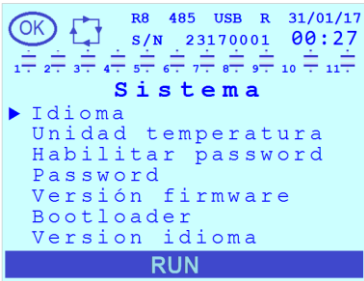 OK R8 485 USB R 31/01/17
S/N 23170001 00:27
1 2 3 4 5 6 7 8 9 10 11
Sistema
Idioma
Unidad temperatura
Habilitar password
Password
Versión firmware
Bootloader
Version idioma
RUN